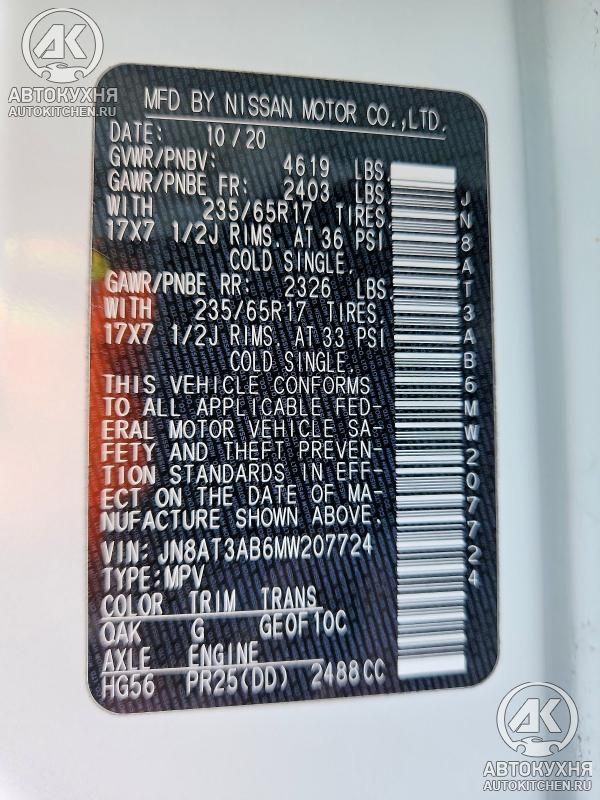 АК
АВТОКУХНЯ
AUTOKITCHEN.RU
MFD BY NISSAN MOTOR CO.,LTD.
DATE: 10/20
GVWR/PNBV: 4619 LBS
GAWR/PNBE FR: 2403 LBS
WITH 235/65R17 TIRES,
17X7 1/2J RIMS, AT 36 PSI
COLD SINGLE,
GAWR/PNBE RR: 2326 LBS,
WITH 235/65R17 TIRES,
17X7 1/2J RIMS, AT 33 PSI
COLD SINGLE,
THIS VEHICLE CONFORMS
TO ALL APPLICABLE FED-
ERAL MOTOR VEHICLE SA-
FETY AND THEFT PREVEN-
TION STANDARDS IN EFF-
ECT ON THE DATE OF MA-
NUFACTURE SHOWN ABOVE.
VIN: JN8AT3AB6MW207724
TYPE:MPV
COLOR TRIM TRANS
QAK G GE0F10C
AXLE ENGINE
HG56 PR25(DD) 2488CC
JN8AT3AB6MW207724
АК
АВТОКУХНЯ
AUTOKITCHEN.RU